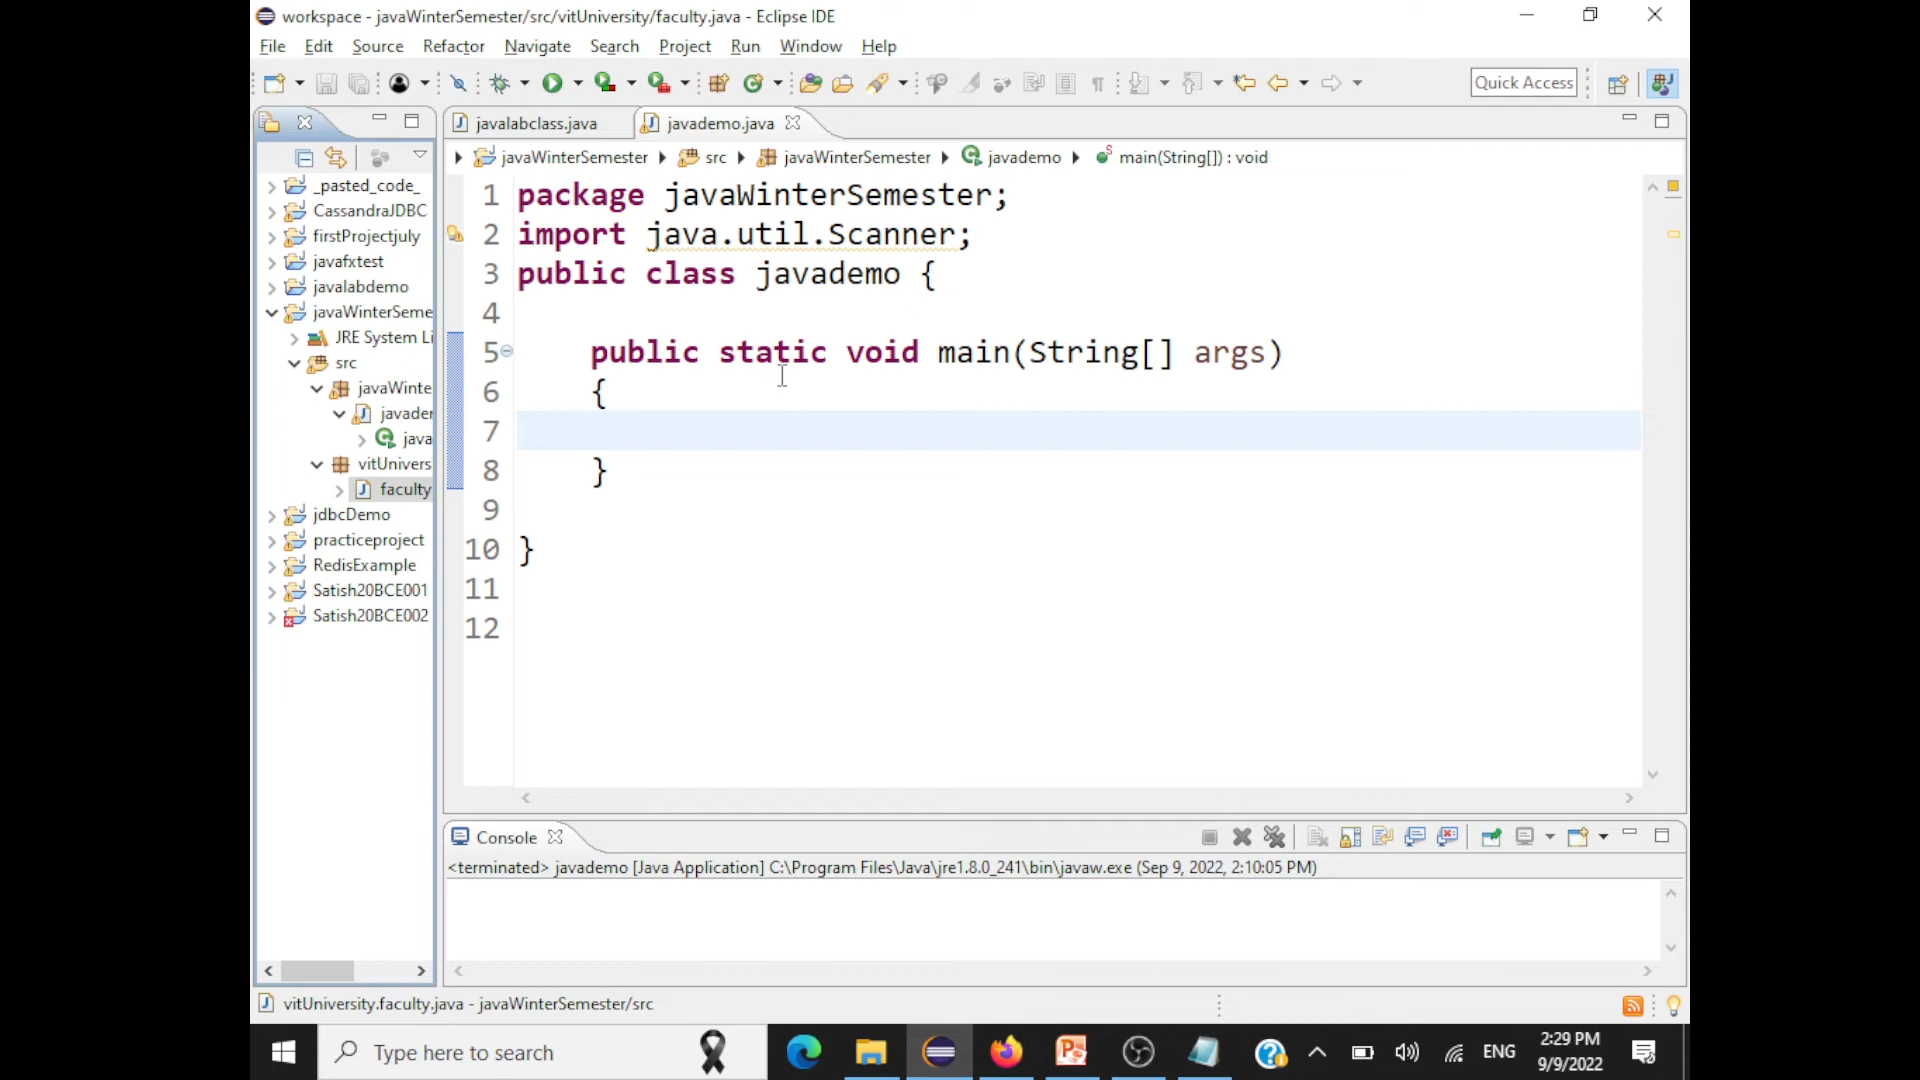 workspace - javaWinterSemester/src/vitUniversity/faculty.java - Eclipse IDE
File Edit Source Refactor Navigate Search Project Run Window Help
Quick Access
javalabclass.java javademo.java
javaWinterSemester src javaWinterSemester javademo main(String[]) : void
_pasted_code_
CassandraJDBC
firstProjectjuly
javafxtest
javalabdemo
javaWinterSeme
JRE System Li
src
javaWinte
javader
java
vitUnivers
faculty
jdbcDemo
practiceproject
RedisExample
Satish20BCE001
Satish20BCE002
1 package javaWinterSemester;
2 import java.util.Scanner;
3 public class javademo {
4
5 public static void main(String[] args)
6 {
7
8 }
9
10 }
11
12
Console
<terminated> javademo [Java Application] C:\Program Files\Java\jre1.8.0_241\bin\javaw.exe (Sep 9, 2022, 2:10:05 PM)
vitUniversity.faculty.java - javaWinterSemester/src
Type here to search
ENG
2:29 PM
9/9/2022